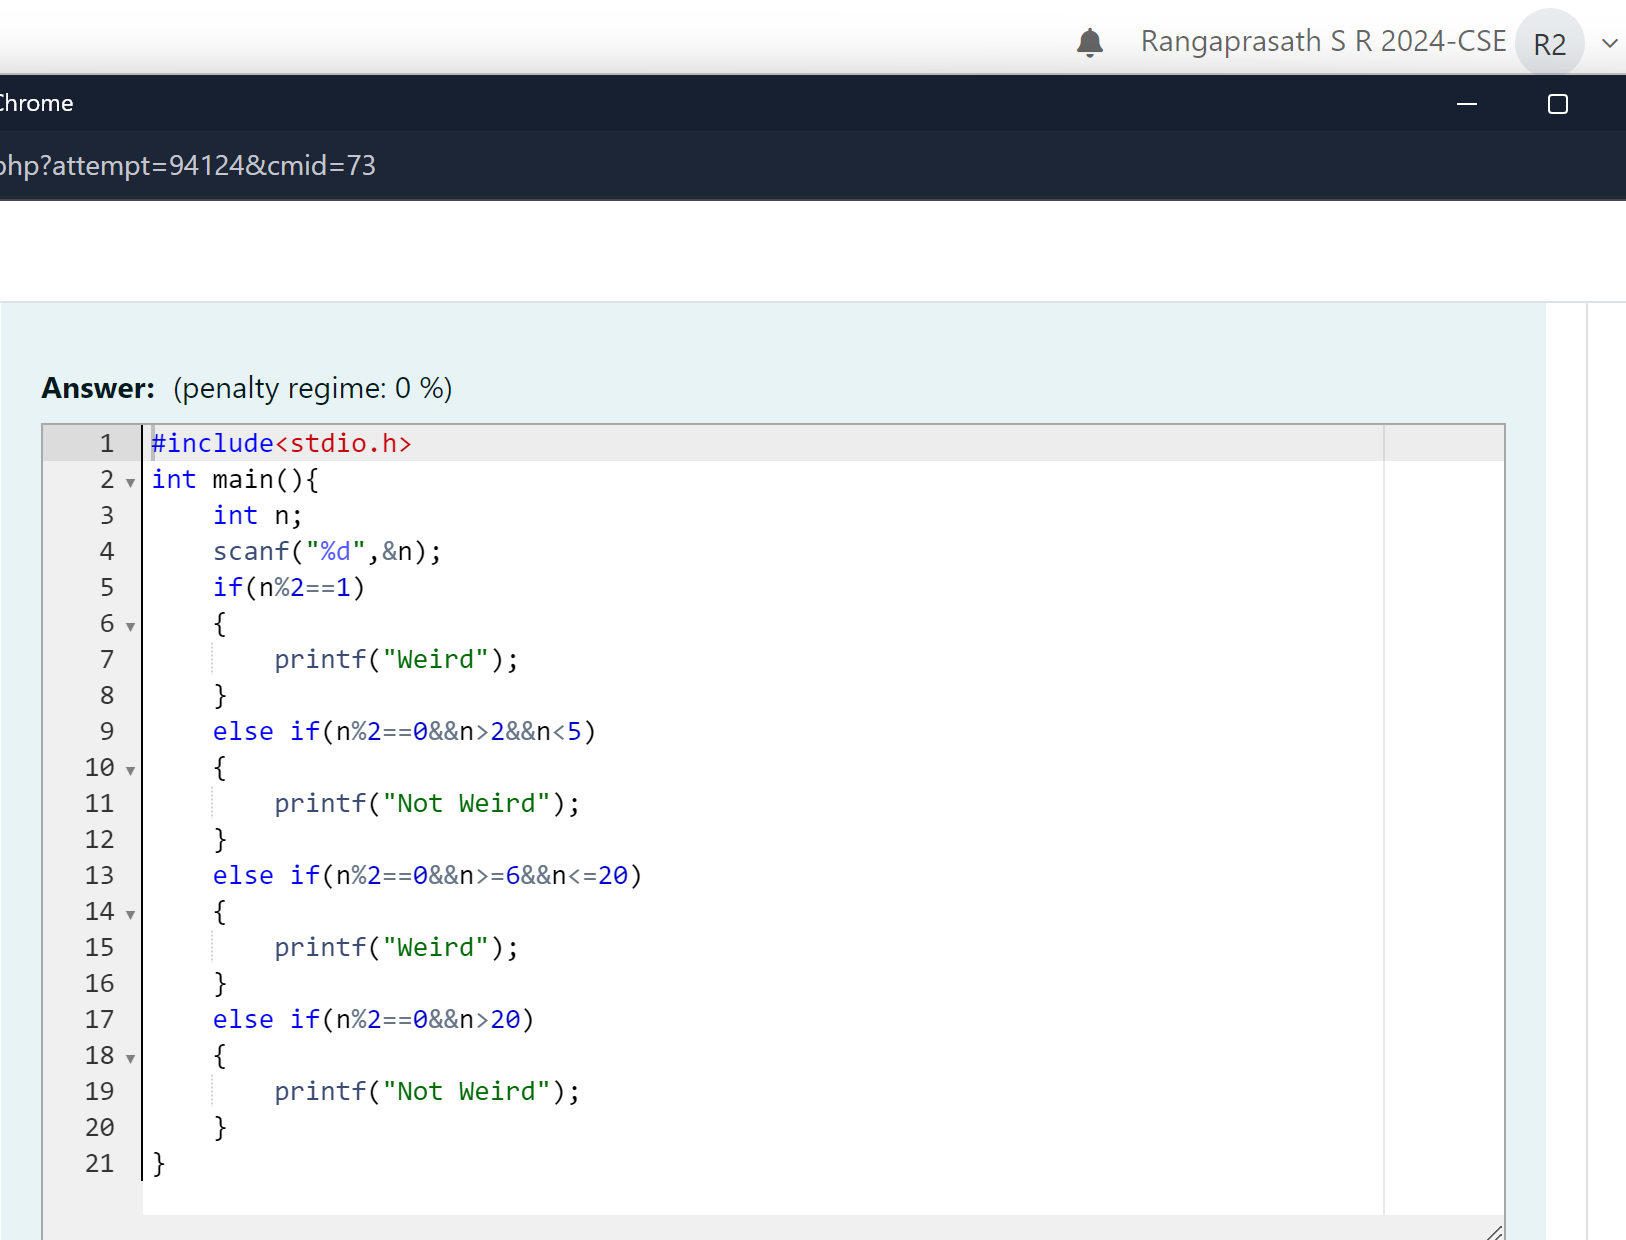 Rangaprasath S R 2024-CSE R2
Chrome
php?attempt=94124&cmid=73
Answer: (penalty regime: 0 %)
1 #include<stdio.h>
2 int main(){
3 int n;
4 scanf("%d",&n);
5 if(n%2==1)
6 {
7 printf("Weird");
8 }
9 else if(n%2==0&&n>2&&n<5)
10 {
11 printf("Not Weird");
12 }
13 else if(n%2==0&&n>=6&&n<=20)
14 {
15 printf("Weird");
16 }
17 else if(n%2==0&&n>20)
18 {
19 printf("Not Weird");
20 }
21 }